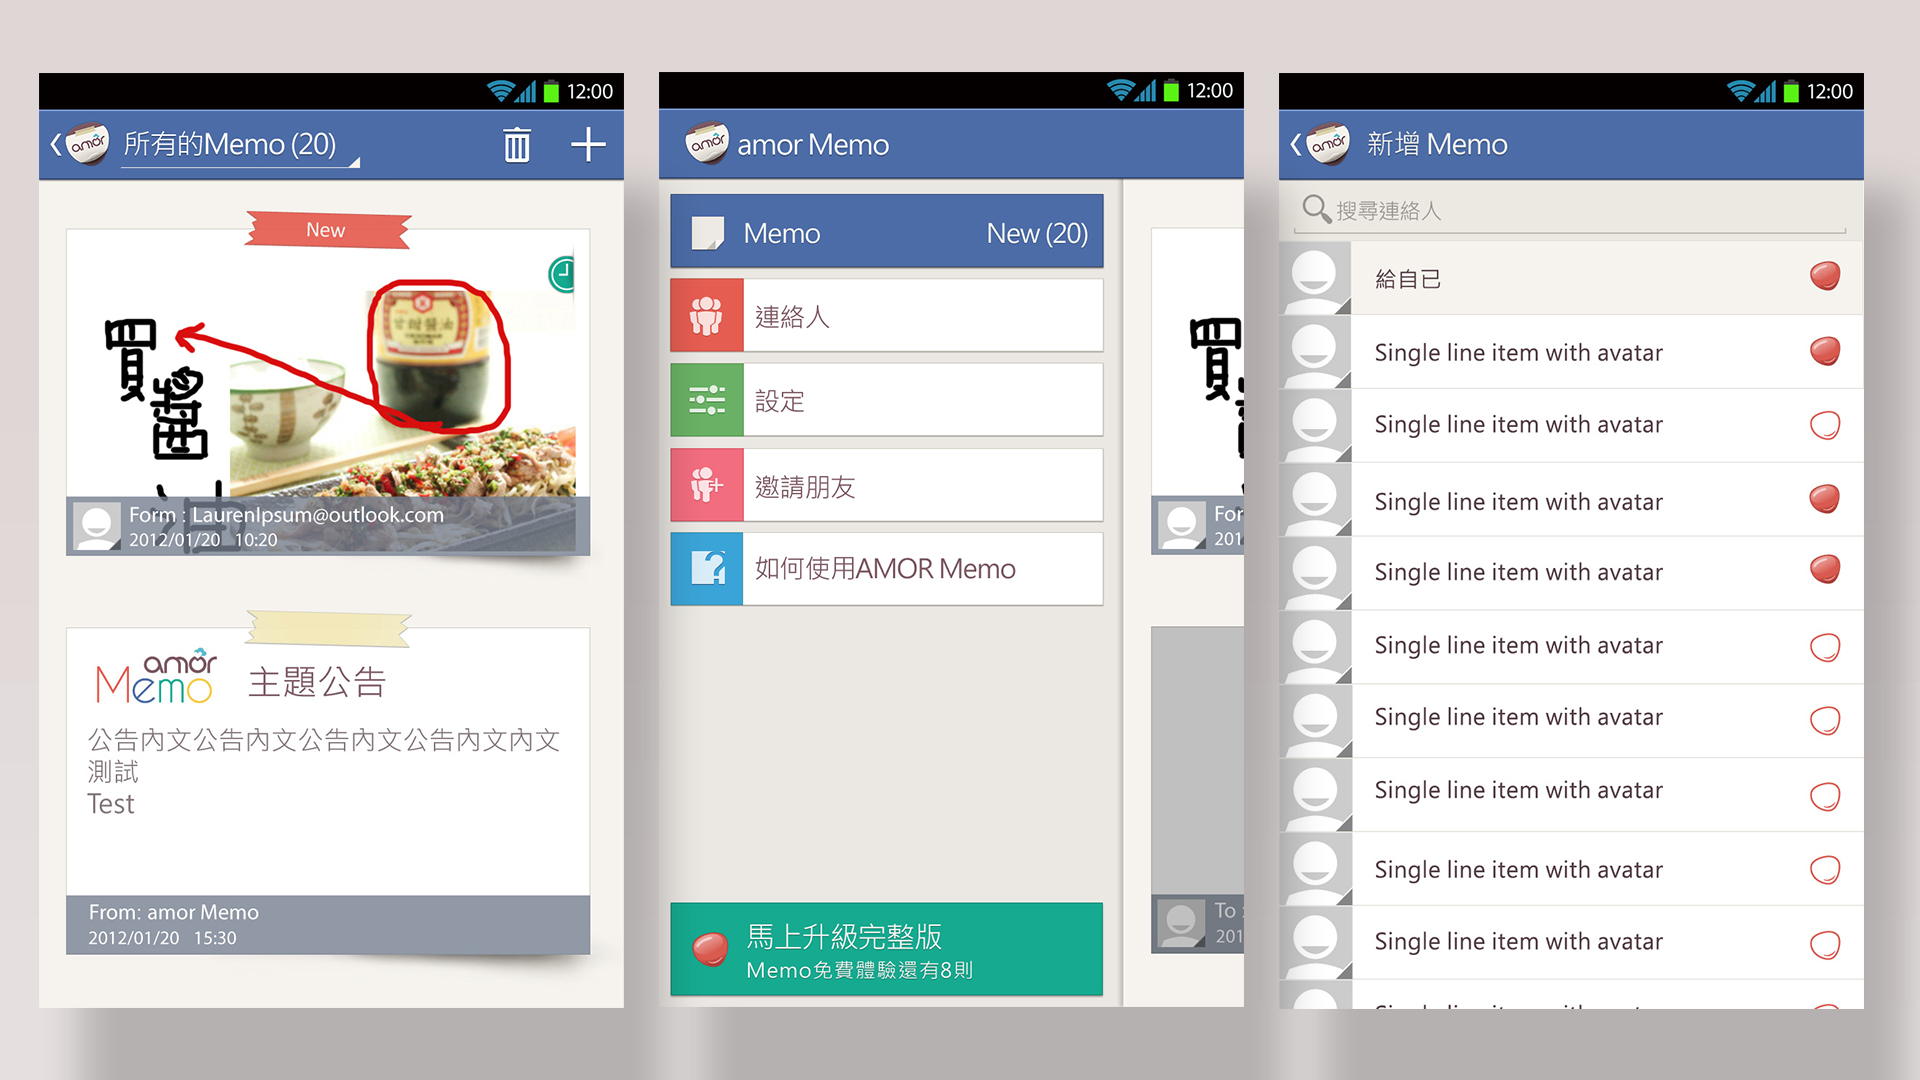 12:00
amor
所有的Memo (20)
New
甘甜醬油
買
醬
油
Form : LaurenIpsum@outlook.com
2012/01/20 10:20
amor
Memo
主題公告
公告內文公告內文公告內文公告內文內文
測試
Test
From: amor Memo
2012/01/20 15:30
12:00
amor
amor Memo
Memo
New (20)
連絡人
設定
邀請朋友
如何使用AMOR Memo
馬上升級完整版
Memo免費體驗還有8則
買
For
201
To :
201
12:00
amor
新增 Memo
搜尋連絡人
給自已
Single line item with avatar
Single line item with avatar
Single line item with avatar
Single line item with avatar
Single line item with avatar
Single line item with avatar
Single line item with avatar
Single line item with avatar
Single line item with avatar